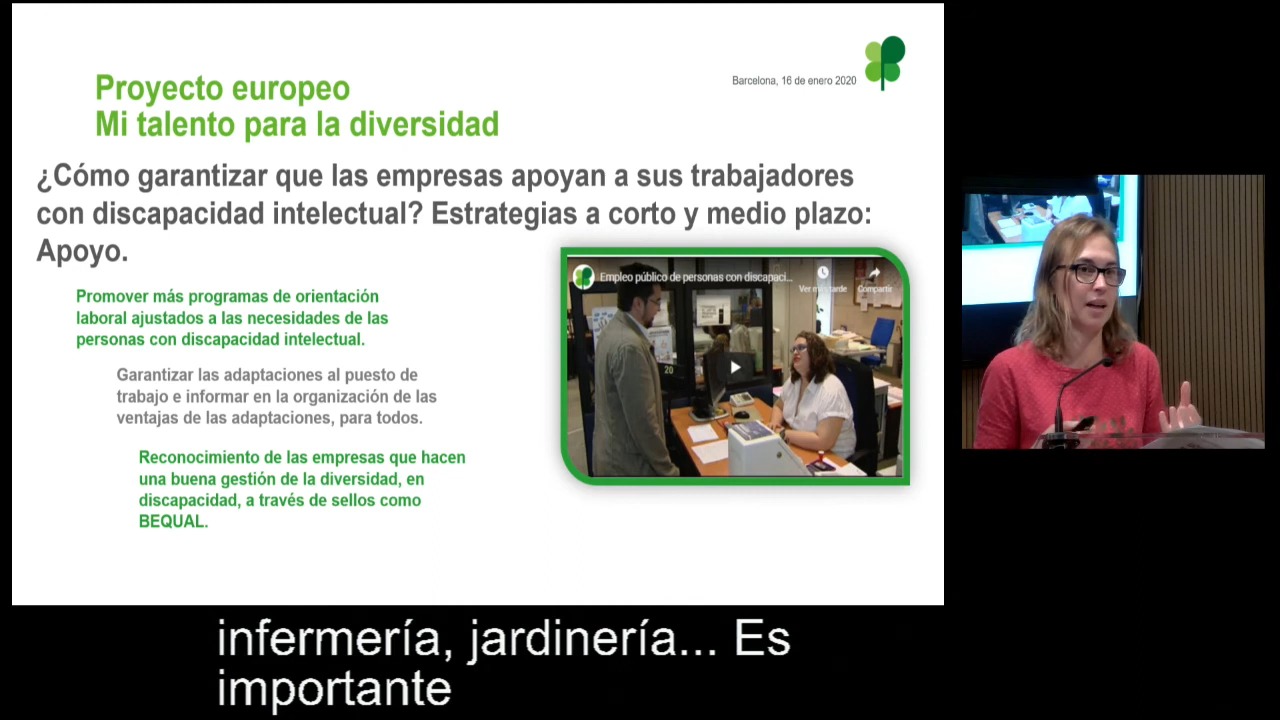 Proyecto europeo
Mi talento para la diversidad
Barcelona, 16 de enero 2020
¿Cómo garantizar que las empresas apoyan a sus trabajadores
con discapacidad intelectual? Estrategias a corto y medio plazo:
Apoyo.
Promover más programas de orientación
laboral ajustados a las necesidades de las
personas con discapacidad intelectual.
Garantizar las adaptaciones al puesto de
trabajo e informar en la organización de las
ventajas de las adaptaciones, para todos.
Reconocimiento de las empresas que hacen
una buena gestión de la diversidad, en
discapacidad, a través de sellos como
BEQUAL.
Empleo público de personas con discapaci...
Ver más tarde
Compartir
20
infermería, jardinería... Es
importante